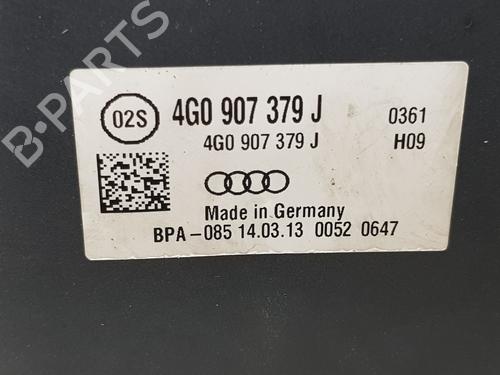 B-PARTS
02S 4G0 907 379 J 0361
4G0 907 379 J H09
Made in Germany
BPA-085 14.03.13 0052 0647